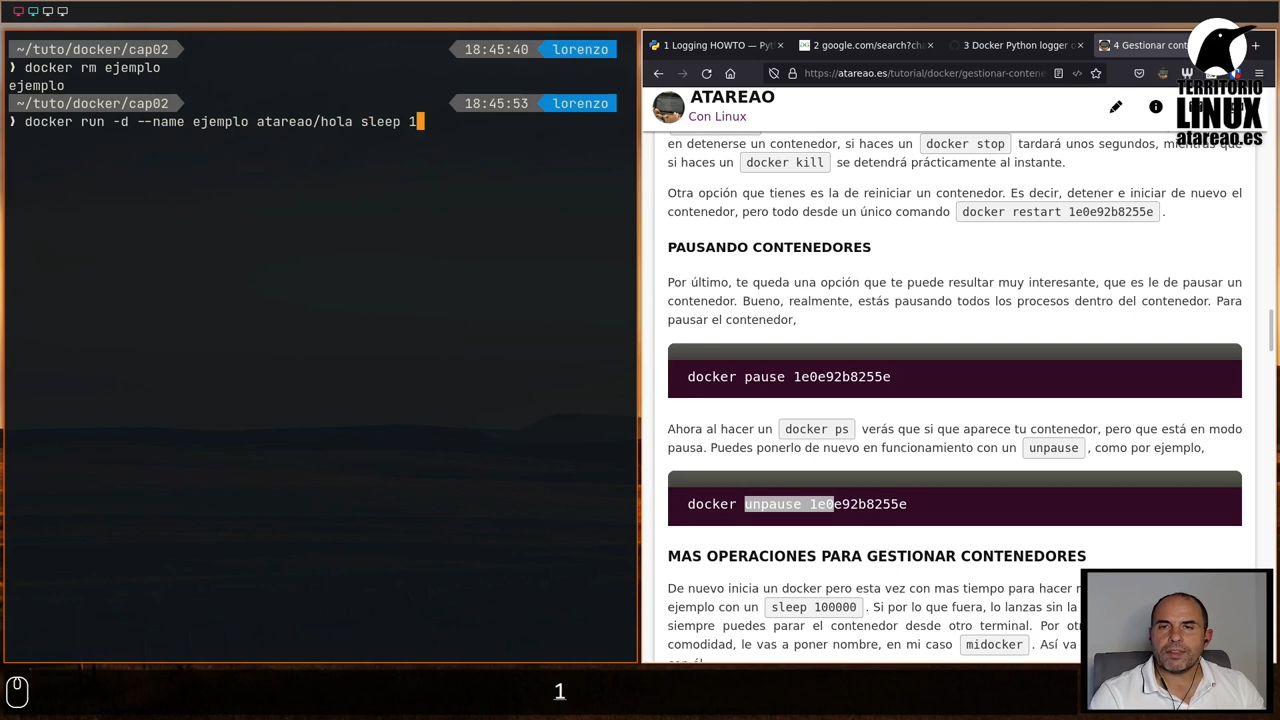 ~/tuto/docker/cap02 18:45:40 lorenzo
❯ docker rm ejemplo
ejemplo
~/tuto/docker/cap02 18:45:53 lorenzo
❯ docker run -d --name ejemplo atareao/hola sleep 1
1 Logging HOWTO — Pyt
2 google.com/search?cha
3 Docker Python logger o
4 Gestionar cont
https://atareao.es/tutorial/docker/gestionar-contene
ATAREAO
Con Linux
TERRITORIO
LINUX
atareao.es
en detenerse un contenedor, si haces un docker stop tardará unos segundos, mientras que
si haces un docker kill se detendrá prácticamente al instante.
Otra opción que tienes es la de reiniciar un contenedor. Es decir, detener e iniciar de nuevo el
contenedor, pero todo desde un único comando docker restart 1e0e92b8255e .
PAUSANDO CONTENEDORES
Por último, te queda una opción que te puede resultar muy interesante, que es le de pausar un
contenedor. Bueno, realmente, estás pausando todos los procesos dentro del contenedor. Para
pausar el contenedor,
docker pause 1e0e92b8255e
Ahora al hacer un docker ps verás que si que aparece tu contenedor, pero que está en modo
pausa. Puedes ponerlo de nuevo en funcionamiento con un unpause , como por ejemplo,
docker unpause 1e0e92b8255e
MAS OPERACIONES PARA GESTIONAR CONTENEDORES
De nuevo inicia un docker pero esta vez con mas tiempo para hacer
ejemplo con un sleep 100000 . Si por lo que fuera, lo lanzas sin la
siempre puedes parar el contenedor desde otro terminal. Por
comodidad, le vas a poner nombre, en mi caso midocker . Así va
1